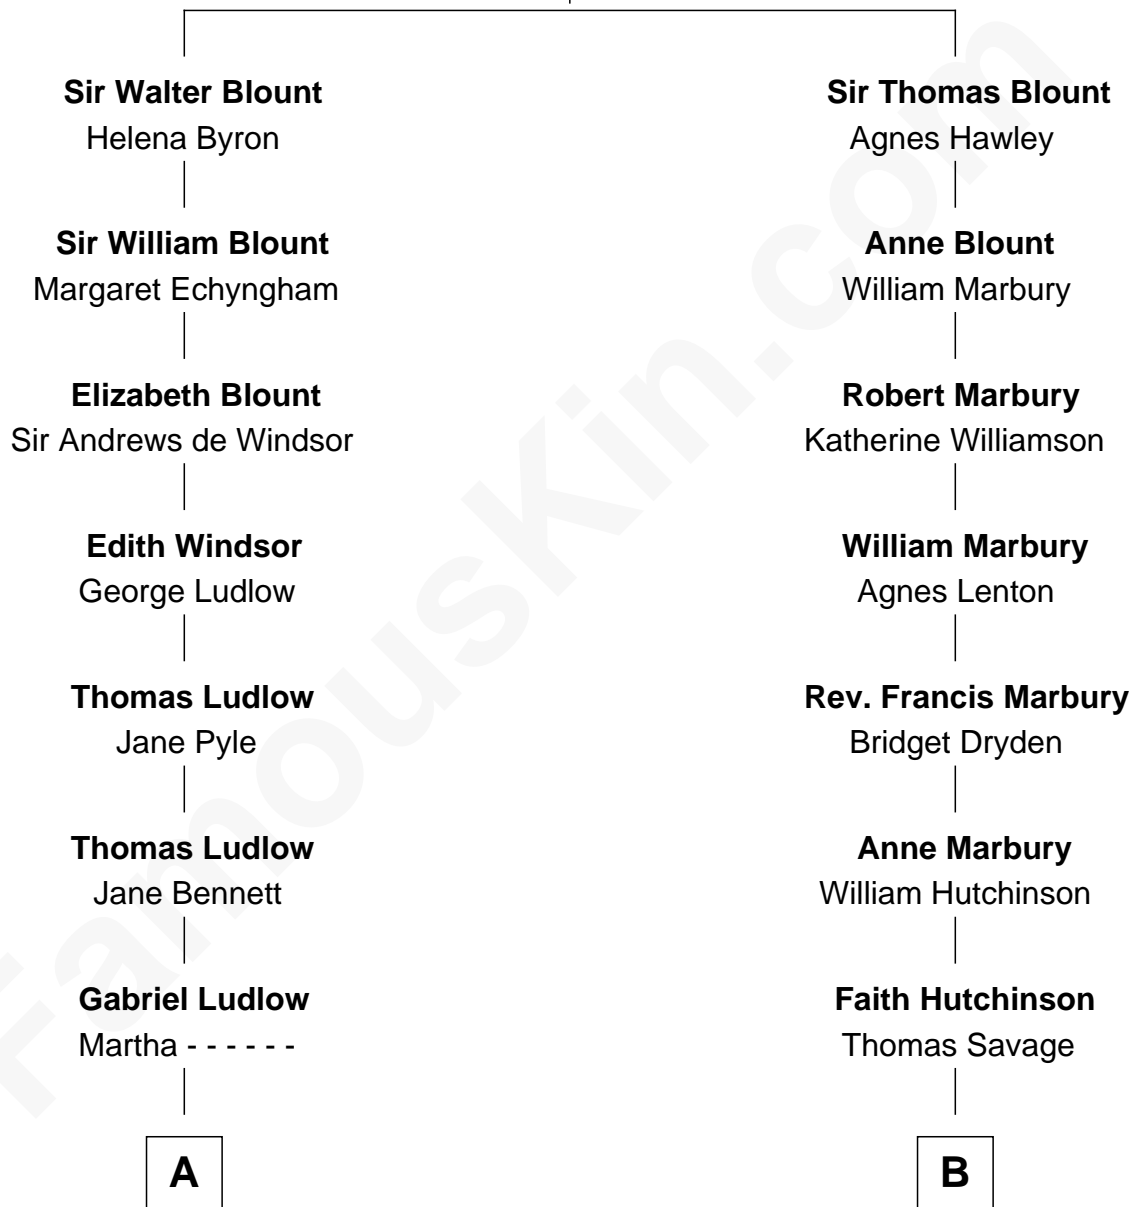 Sir Walter Blount
Helena Byron
Sir William Blount
Margaret Echyngham
Elizabeth Blount
Sir Andrews de Windsor
Edith Windsor
George Ludlow
Thomas Ludlow
Jane Pyle
Thomas Ludlow
Jane Bennett
Gabriel Ludlow
Martha - - - - - -
A
Sir Thomas Blount
Agnes Hawley
Anne Blount
William Marbury
Robert Marbury
Katherine Williamson
William Marbury
Agnes Lenton
Rev. Francis Marbury
Bridget Dryden
Anne Marbury
William Hutchinson
Faith Hutchinson
Thomas Savage
B
FamousKin.com